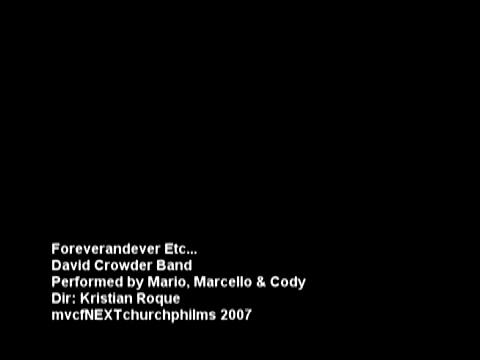 Foreverandever Etc...
David Crowder Band
Performed by Mario, Marcello & Cody
Dir: Kristian Roque
mvcfNEXTchurchphilms 2007